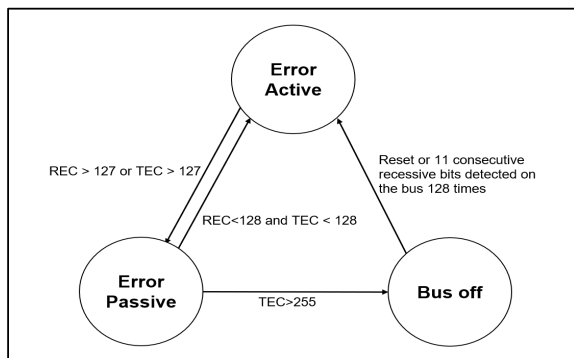 Error
Active
REC > 127 or TEC > 127
Reset or 11 consecutive
recessive bits detected on
the bus 128 times
REC<128 and TEC < 128
Error
Passive
Bus off
TEC>255